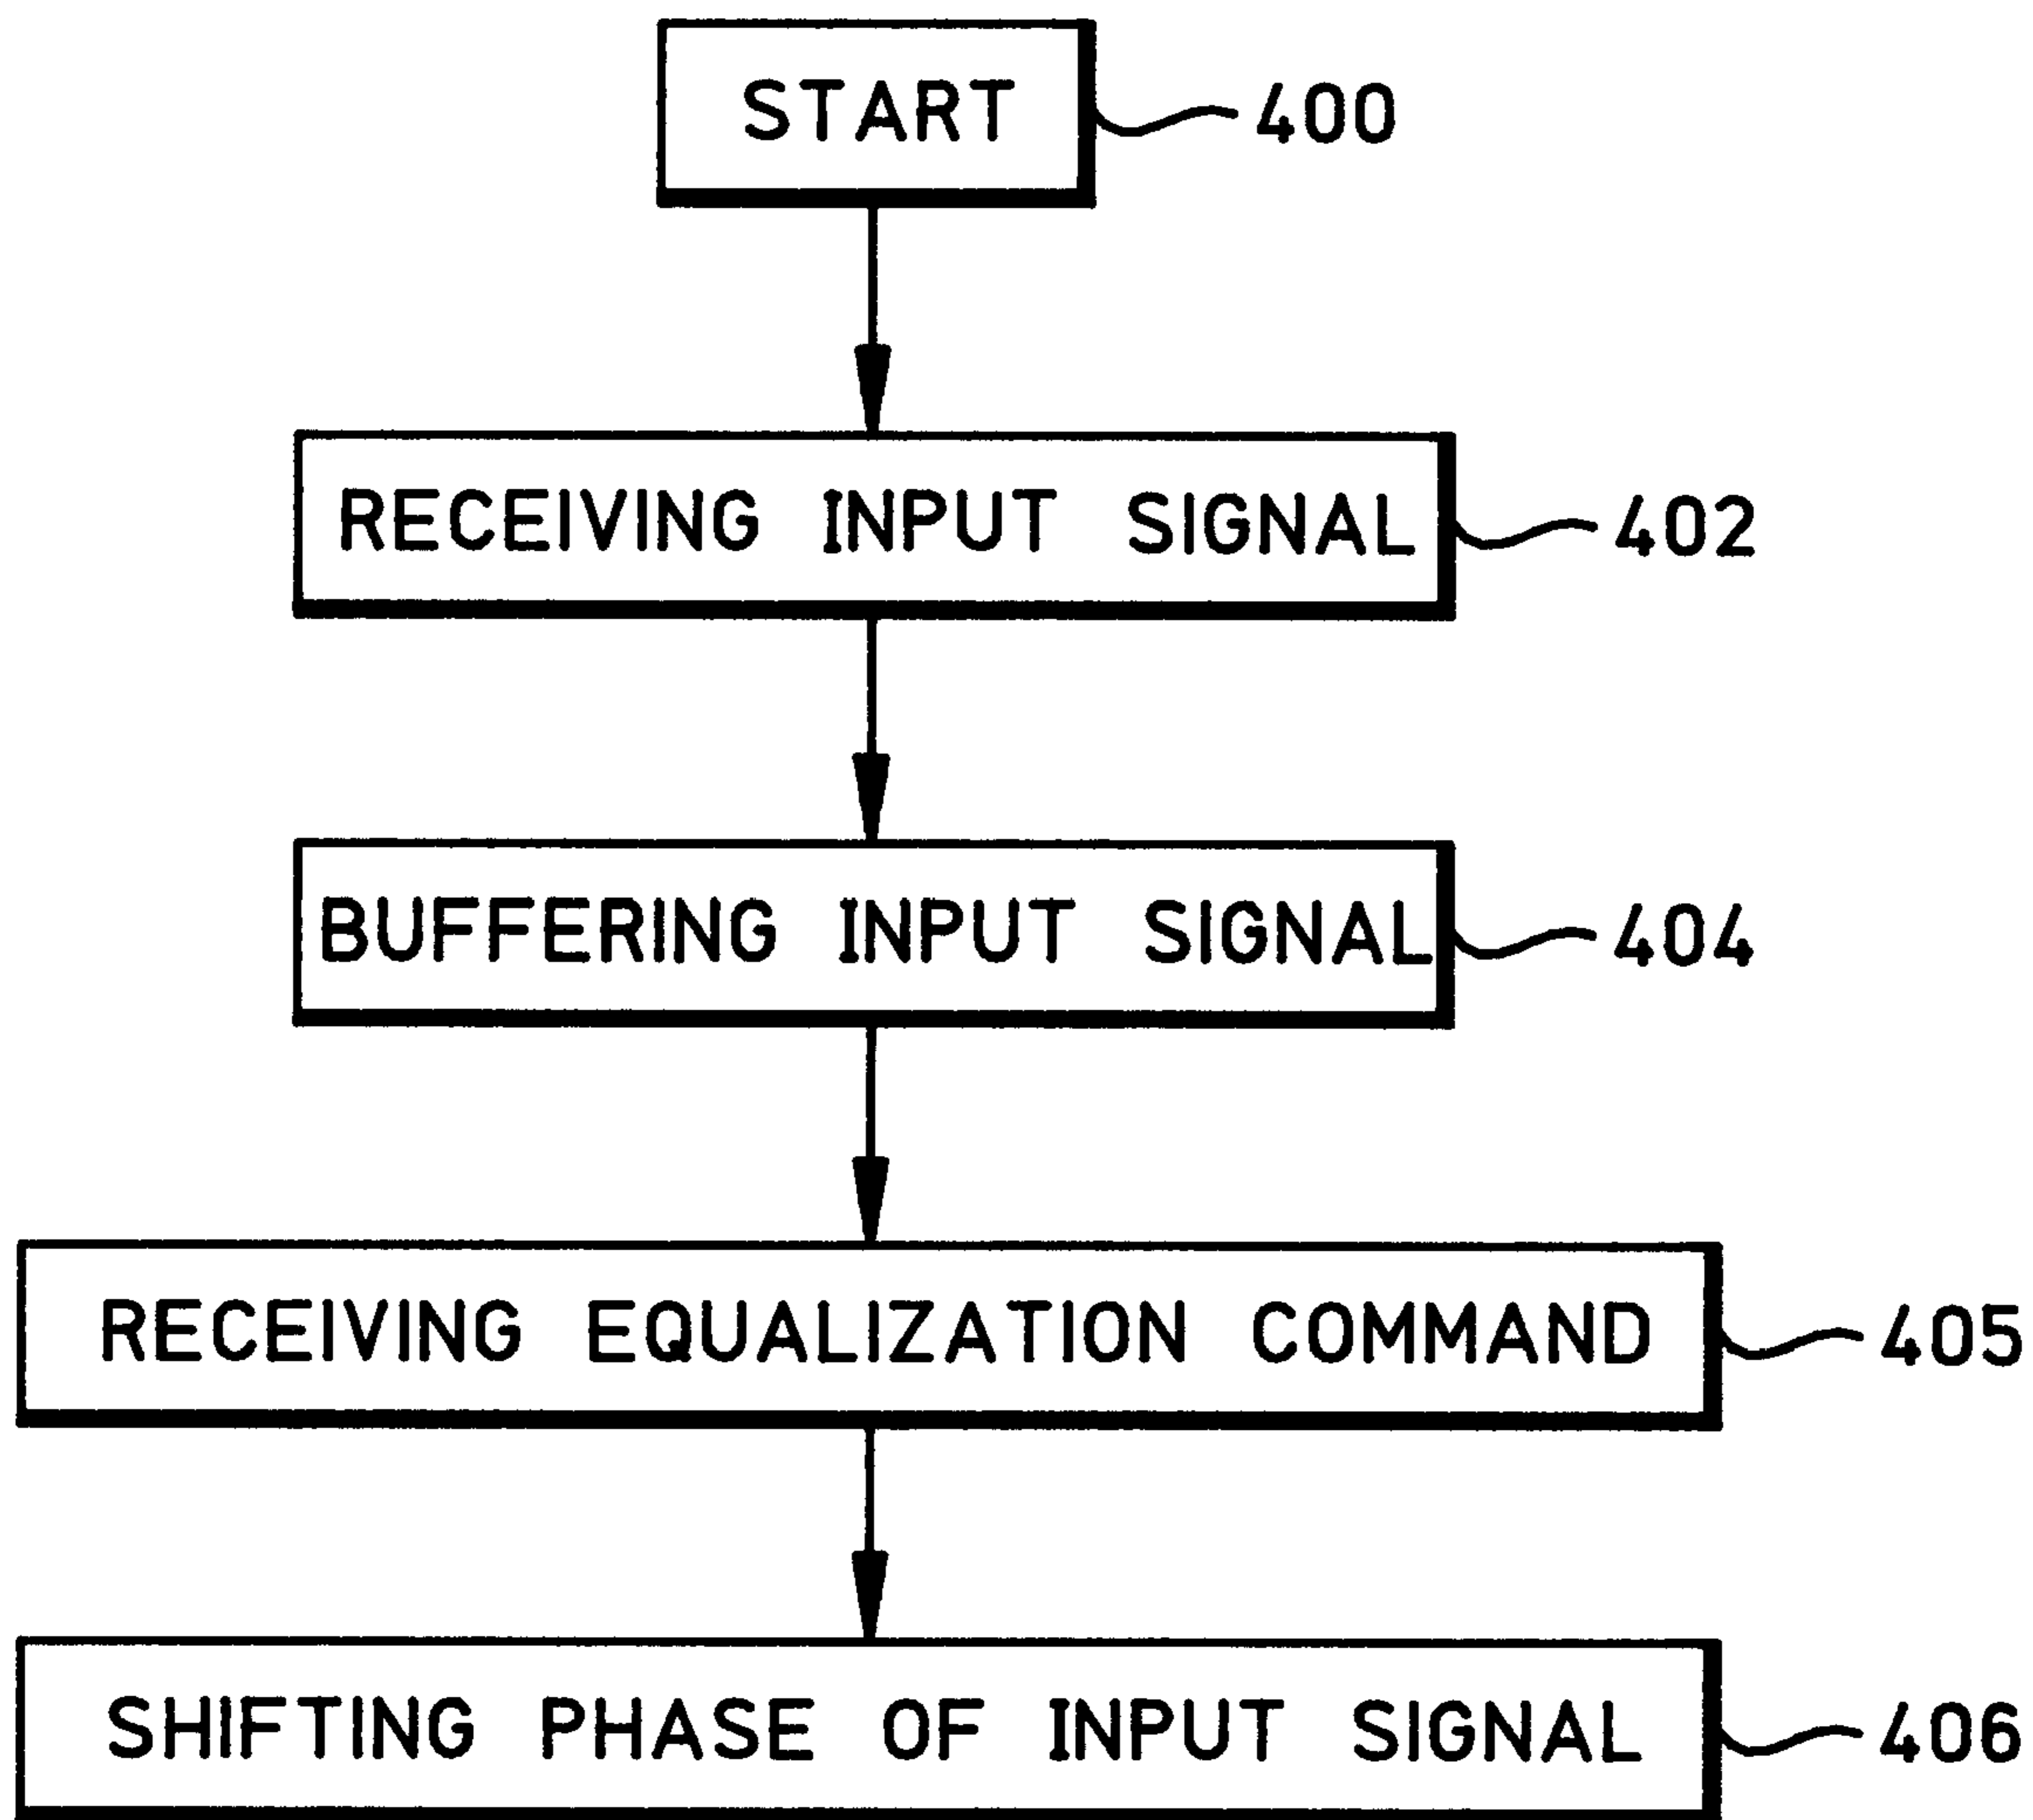 START 400
RECEIVING INPUT SIGNAL 402
BUFFERING INPUT SIGNAL 404
RECEIVING EQUALIZATION COMMAND 405
SHIFTING PHASE OF INPUT SIGNAL 406